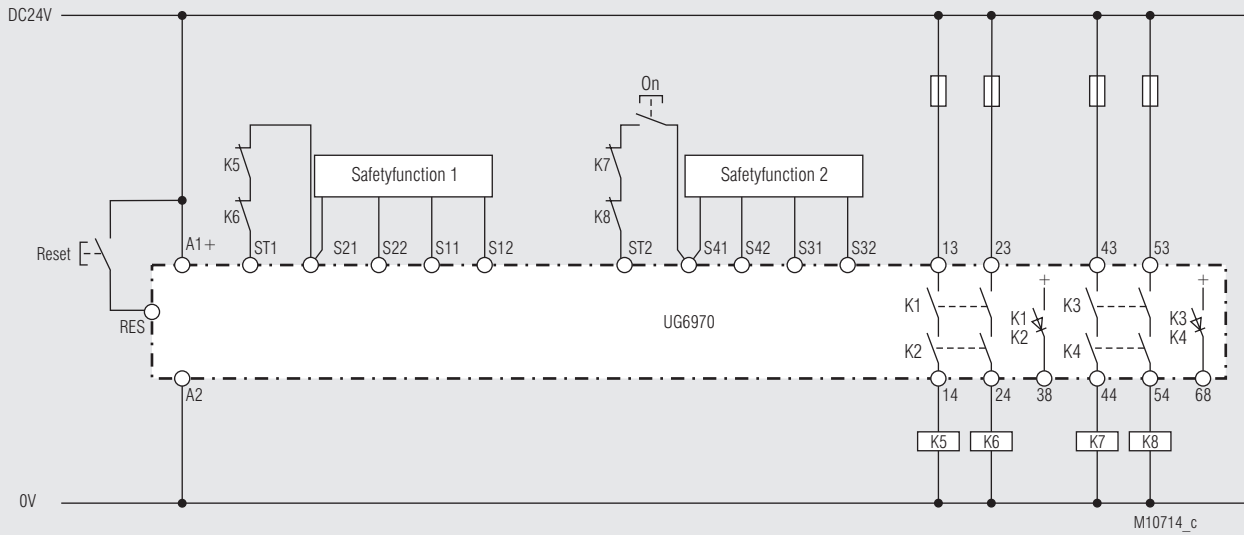 DC24V
On
K5
K7
Safetyfunction 1
Safetyfunction 2
K6
K8
Reset
A1+
ST1
S21
S22
S11
S12
ST2
S41
S42
S31
S32
13
23
43
53
+
+
K1
K1
K3
K3
RES
UG6970
K2
K2
K4
K4
A2
14
24
38
44
54
68
K5
K6
K7
K8
0V
M10714_c